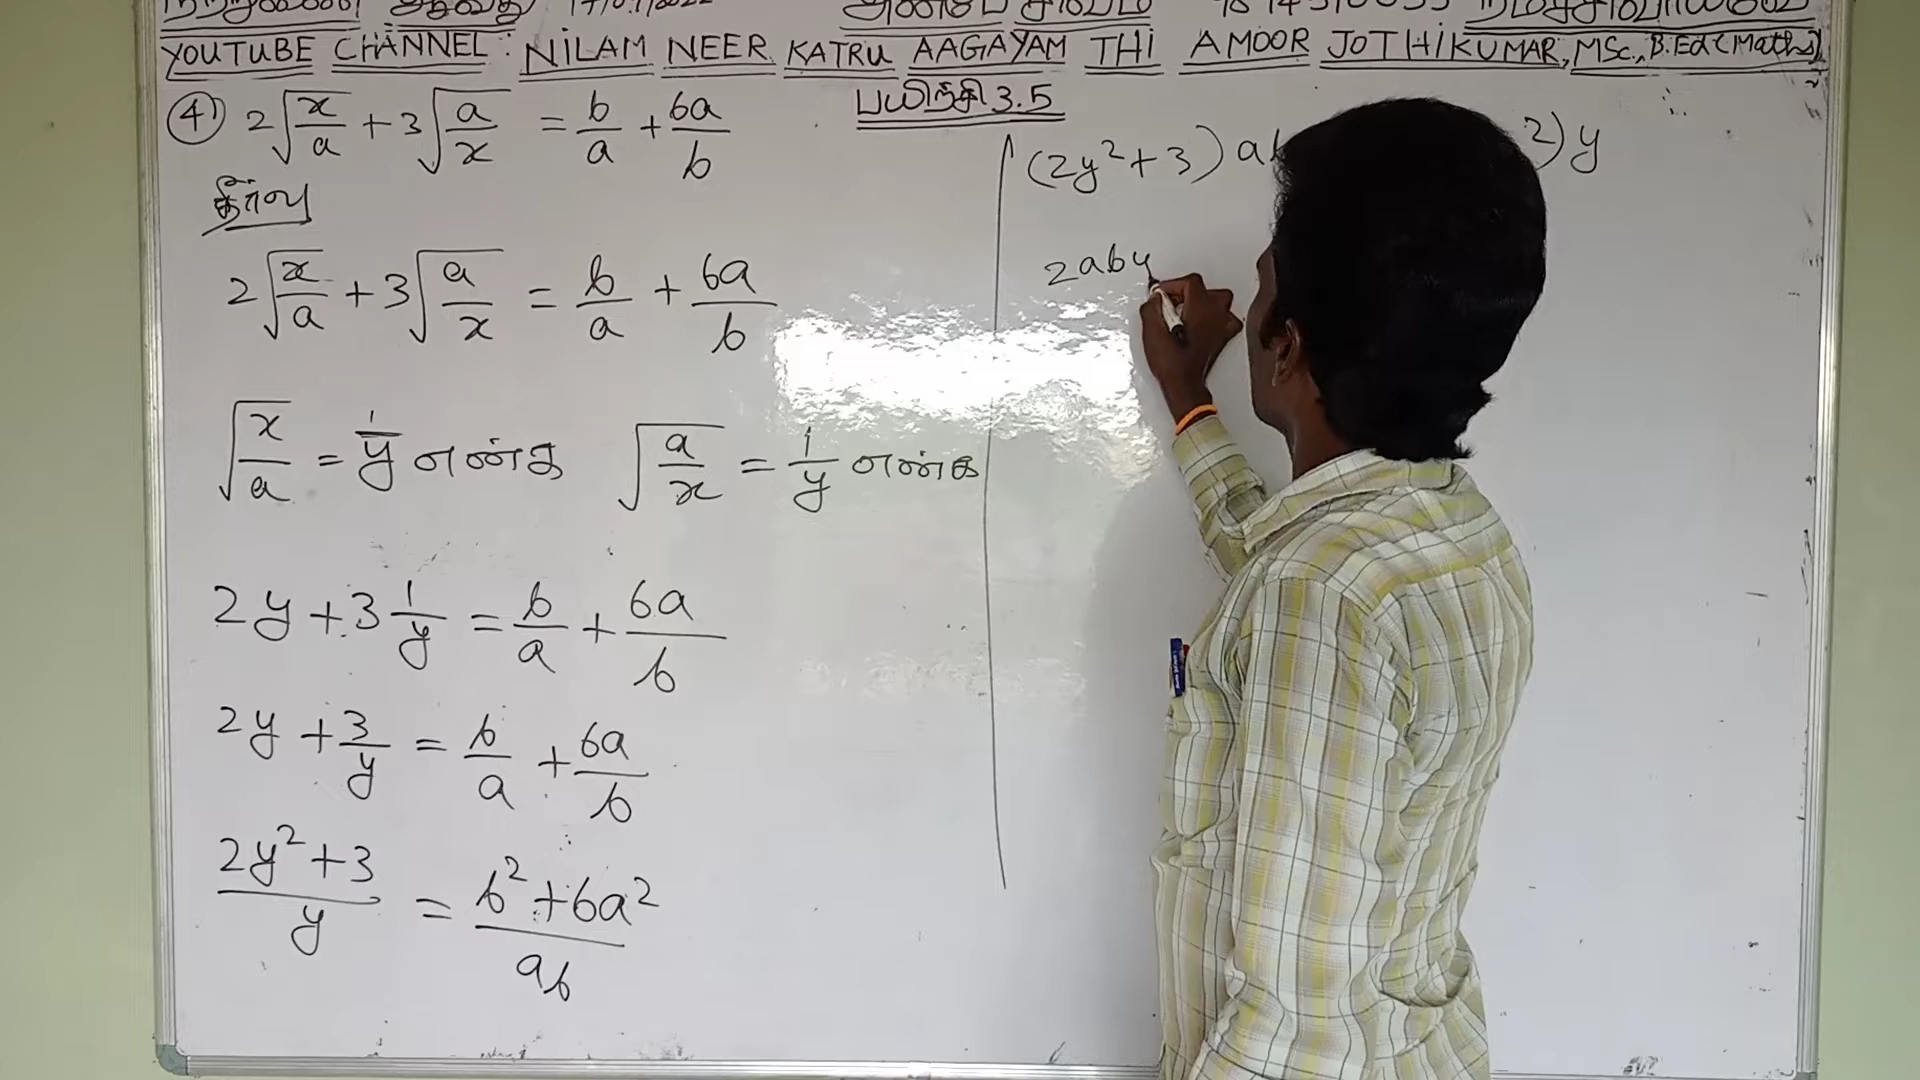 YOUTUBE CHANNEL : NILAM NEER KATRU AAGAYAM THI AMOOR JOTHIKUMAR, MSc., B.Ed (Maths)
பயிற்சி 3.5
④ 2√(x/a) + 3√(a/x) = b/a + 6a/b
தீர்வு
2√(x/a) + 3√(a/x) = b/a + 6a/b
√(x/a) = y என்க √(a/x) = 1/y என்க
2y + 3 1/y = b/a + 6a/b
2y + 3/y = b/a + 6a/b
(2y² + 3)/y = (b² + 6a²)/ab
(2y² + 3) a 2) y
2aby